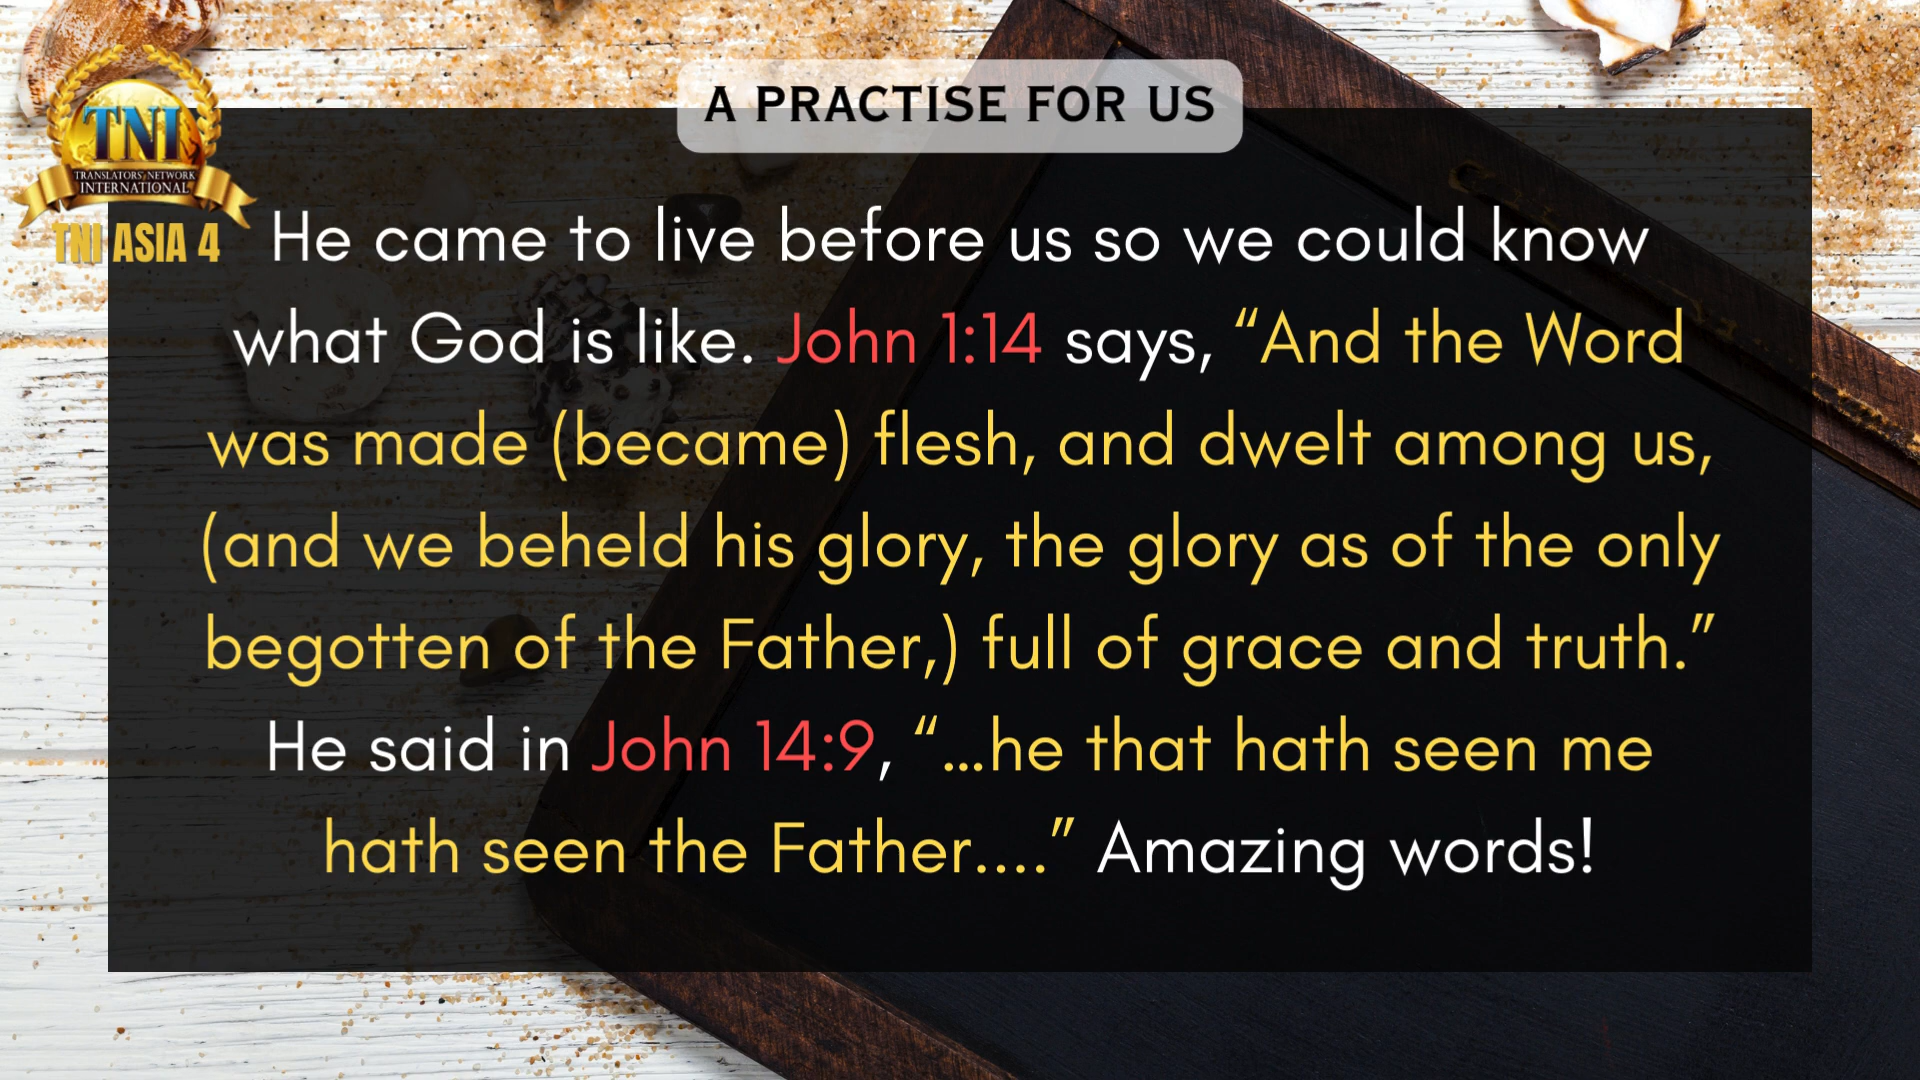 A PRACTISE FOR US
TNI
TRANSLATORS' NETWORK
INTERNATIONAL
TNI ASIA 4
He came to live before us so we could know
what God is like. John 1:14 says, “And the Word
was made (became) flesh, and dwelt among us,
(and we beheld his glory, the glory as of the only
begotten of the Father,) full of grace and truth.”
He said in John 14:9, “...he that hath seen me
hath seen the Father....” Amazing words!